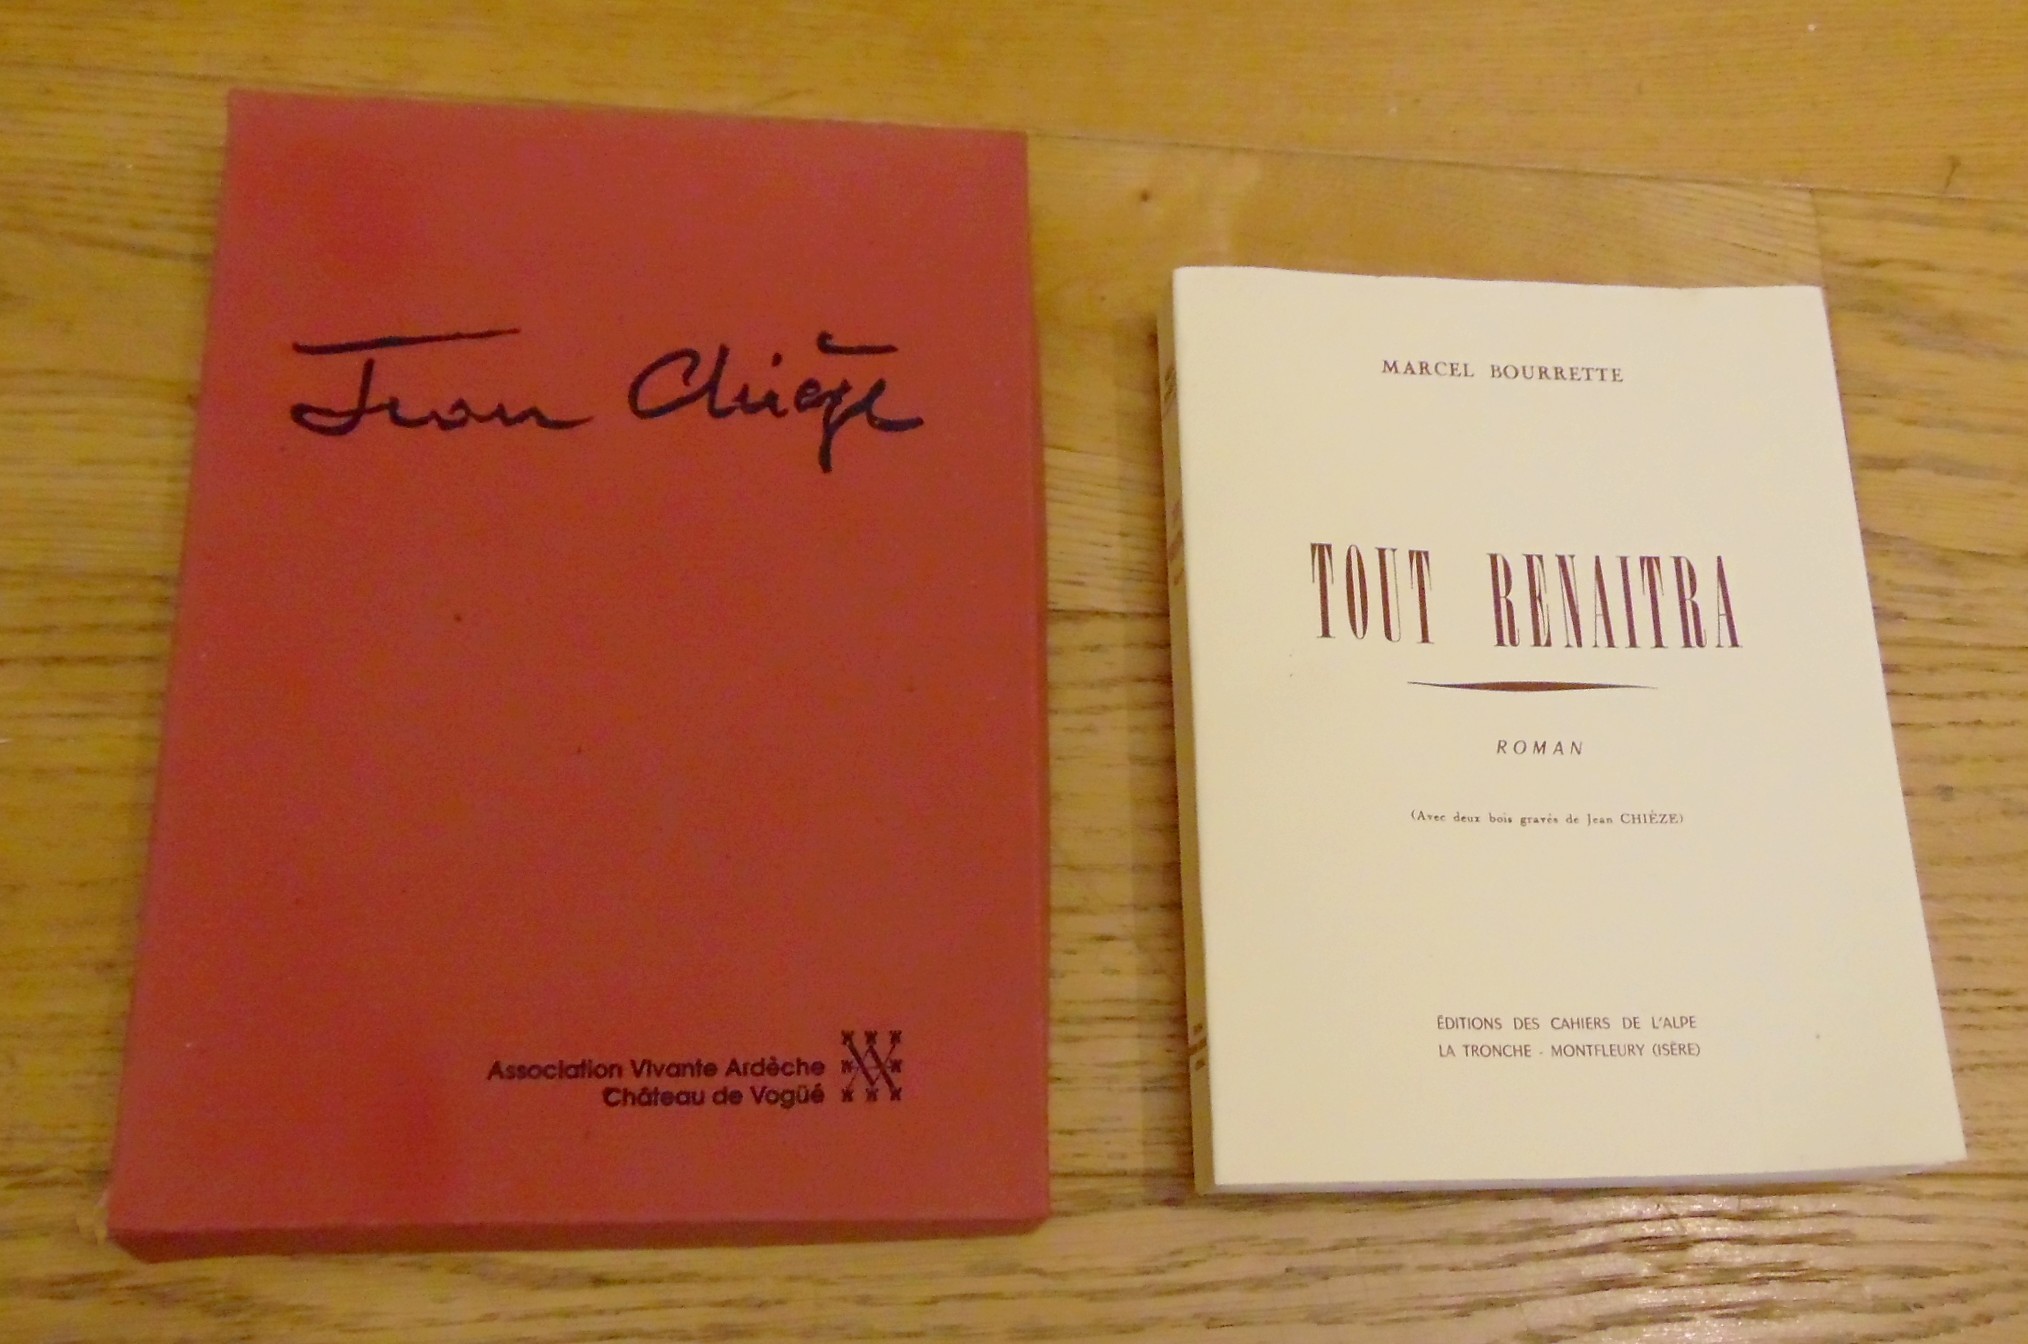 Jean Chièze
Association Vivante Ardèche
Château de Vogüé
MARCEL BOURRETTE
TOUT RENAITRA
ROMAN
(Avec deux bois gravés de Jean CHIÈZE)
ÉDITIONS DES CAHIERS DE L'ALPE
LA TRONCHE - MONTFLEURY (ISÈRE)